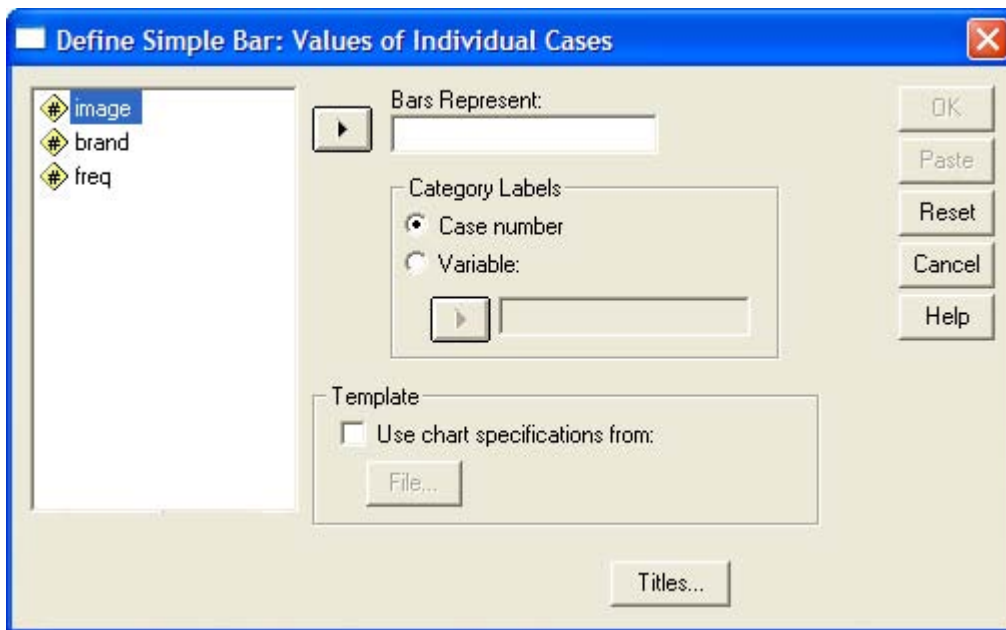 Define Simple Bar: Values of Individual Cases
# image
# brand
# freq
Bars Represent:
Category Labels
Case number
Variable:
Template
Use chart specifications from:
File...
Titles...
OK
Paste
Reset
Cancel
Help